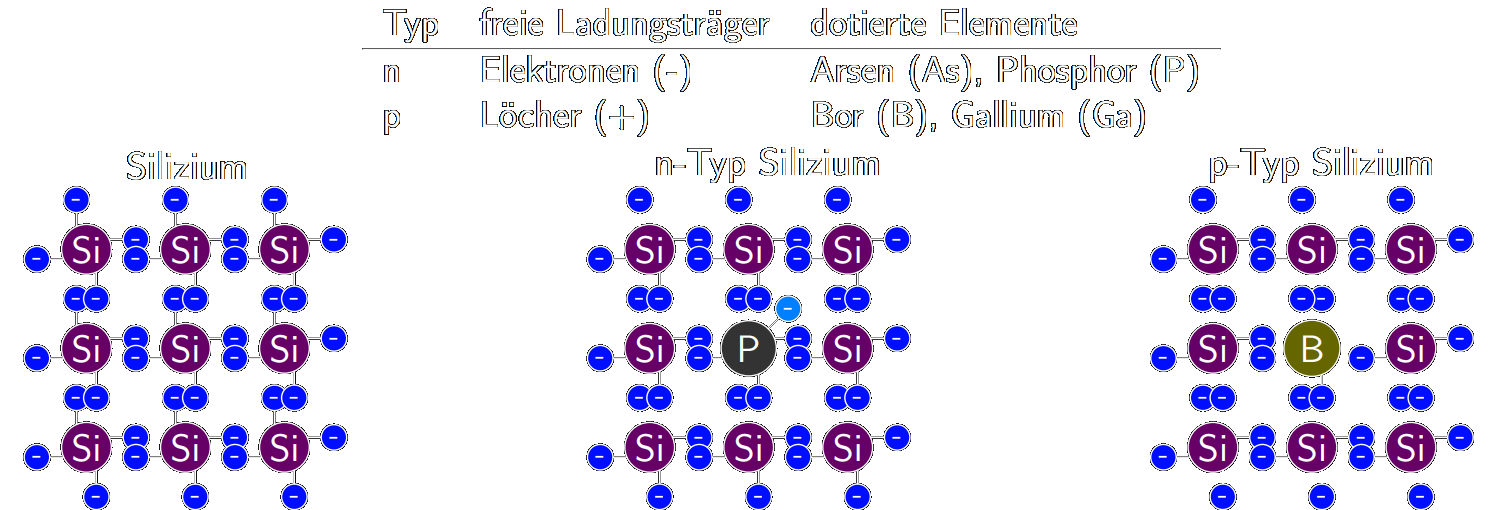 Typ freie Ladungsträger dotierte Elemente
n Elektronen (-) Arsen (As), Phosphor (P)
p Löcher (+) Bor (B), Gallium (Ga)
Silizium n-Typ Silizium p-Typ Silizium
- - - - - - - - -
- Si - Si - Si - - Si - Si - Si - - Si - Si - Si -
- - - - - - - - - - - - - - - - - -
- Si - Si - Si - - Si - P - - Si - - Si - B - Si -
- - - - - - - - - - - - - - - - - -
- Si - Si - Si - - Si - Si - Si - - Si - Si - Si -
- - - - - - - - -